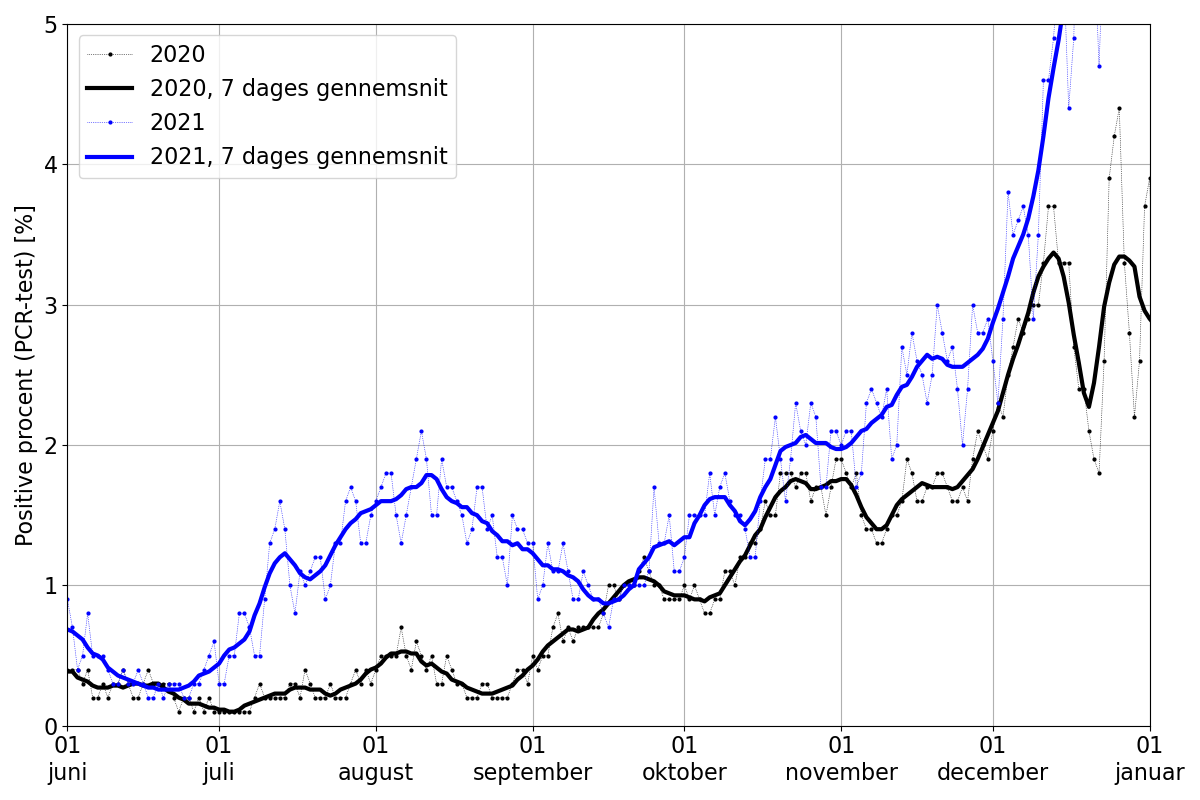 5
4
3
2
1
0
Positive procent (PCR-test) [%]
2020
2020, 7 dages gennemsnit
2021
2021, 7 dages gennemsnit
01 01 01 01 01 01 01 01
juni juli august september oktober november december januar